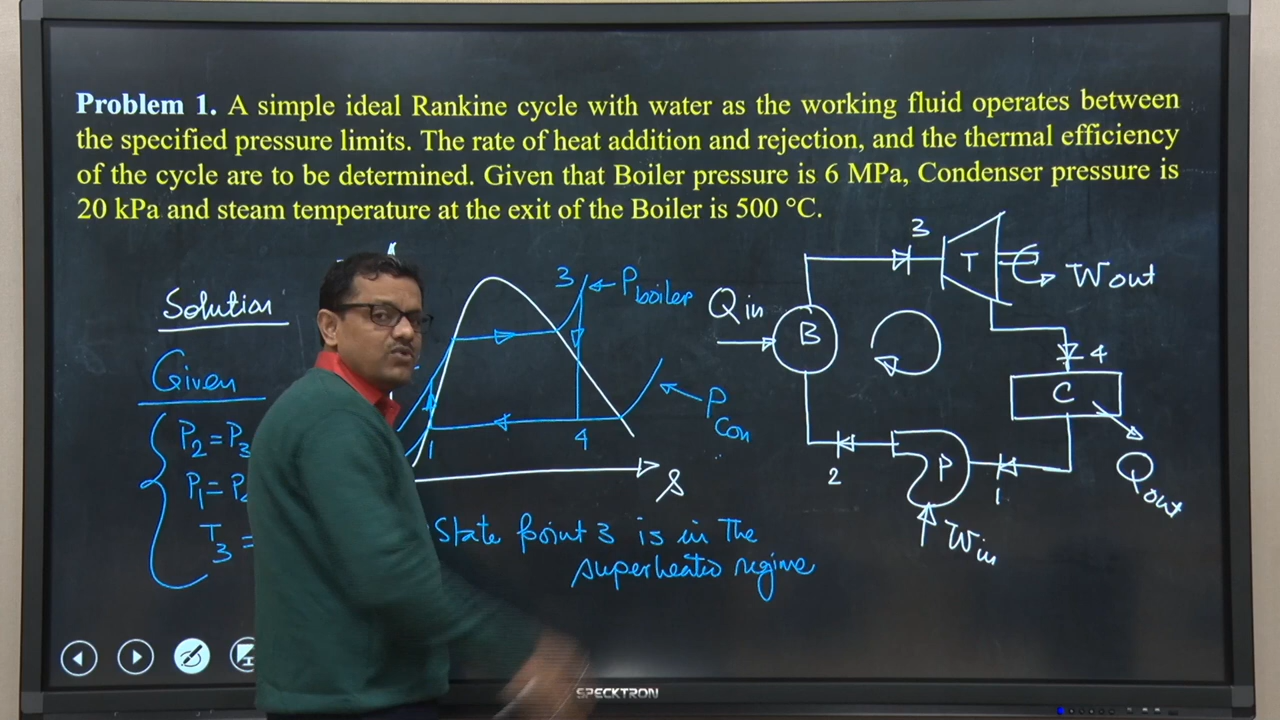 Problem 1. A simple ideal Rankine cycle with water as the working fluid operates between
the specified pressure limits. The rate of heat addition and rejection, and the thermal efficiency
of the cycle are to be determined. Given that Boiler pressure is 6 MPa, Condenser pressure is
20 kPa and steam temperature at the exit of the Boiler is 500 °C.
Solution
Given
P2 = P3
P1 =
T3 =
3
Pboiler
1
4
PCon
S
State point 3 is in the
superheated regime
3
T
Wout
Qin
B
4
C
2
P
1
Qout
Win
SPECKTRON